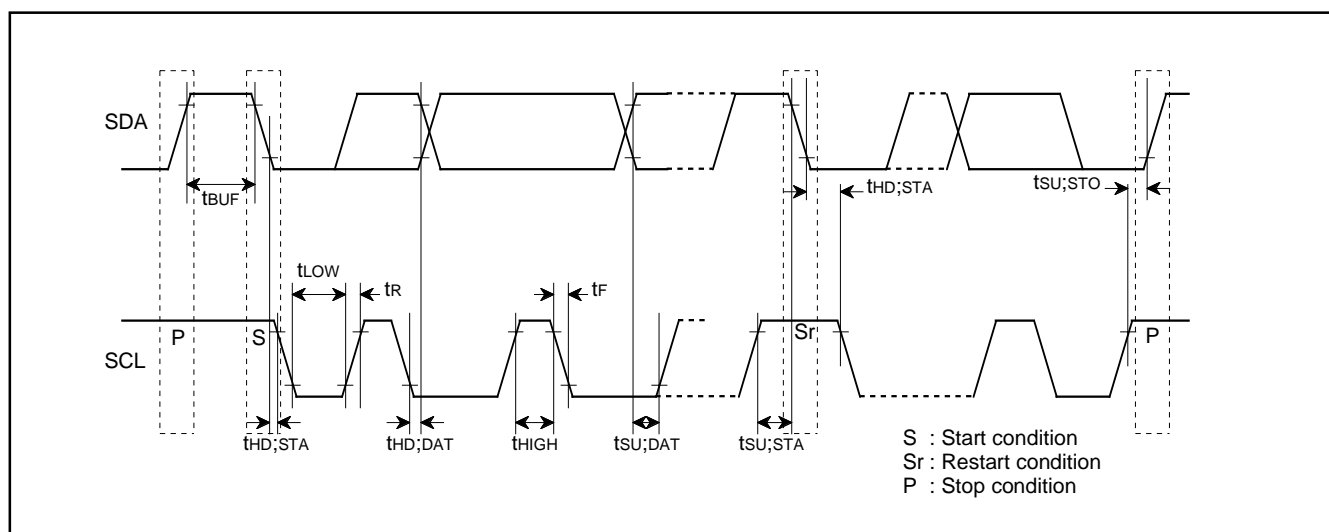 SDA
tBUF
tHD;STA
tSU;STO
tLOW
tR
tF
SCL
P
S
Sr
P
tHD;STA
tHD;DAT
tHIGH
tSU;DAT
tSU;STA
S : Start condition
Sr : Restart condition
P : Stop condition